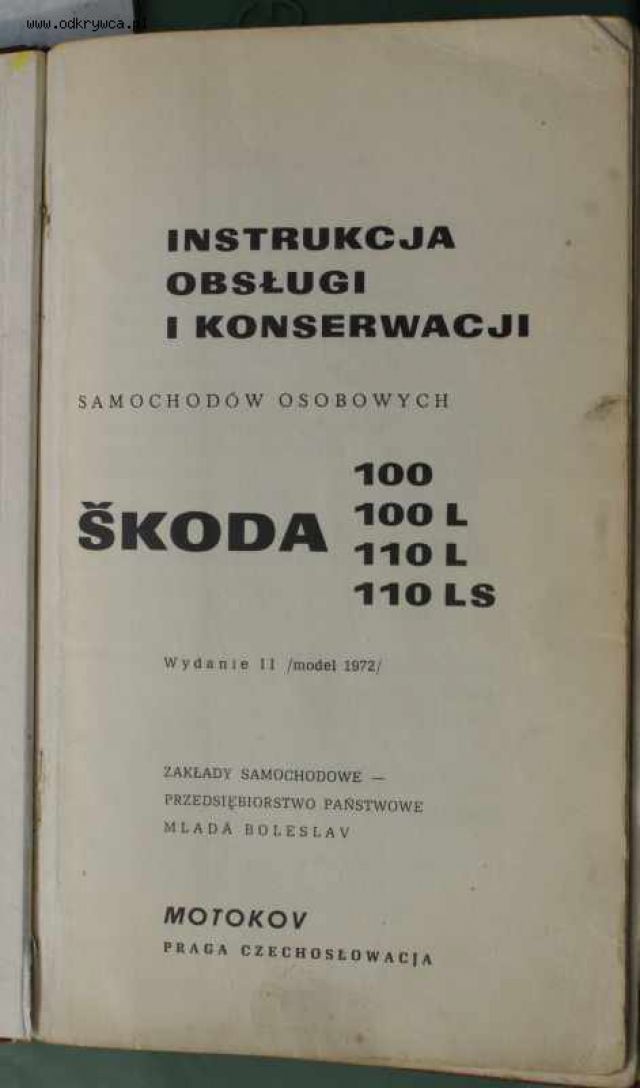 www.odkrywca.pl
INSTRUKCJA
OBSŁUGI
I KONSERWACJI
SAMOCHODÓW OSOBOWYCH
ŠKODA
100
100 L
110 L
110 LS
Wydanie II /model 1972/
ZAKŁADY SAMOCHODOWE —
PRZEDSIĘBIORSTWO PAŃSTWOWE
MLADÁ BOLESLAV
MOTOKOV
PRAGA CZECHOSŁOWACJA